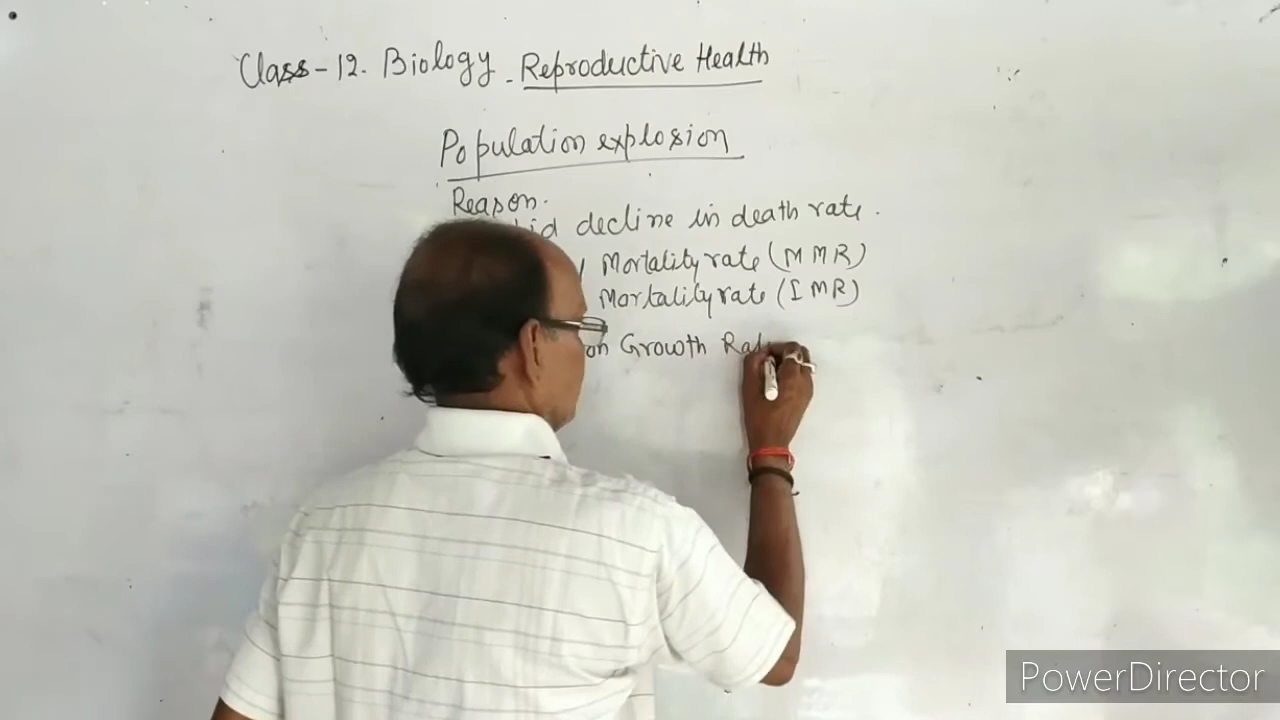 Class-12. Biology - Reproductive Health
Population explosion
Reason.
decline in death rate.
Mortality rate (MMR)
Mortality rate (IMR)
Growth
PowerDirector